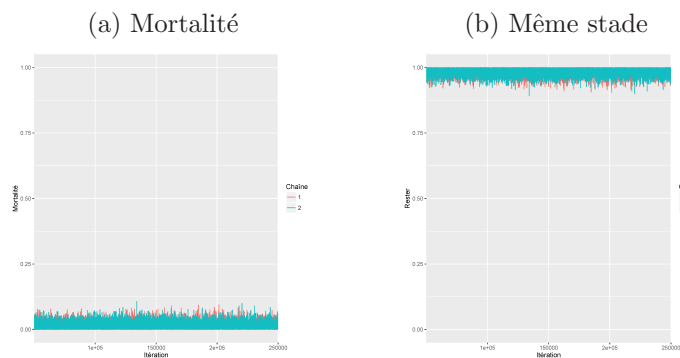 (a) Mortalité
(b) Même stade
1.00
0.75
0.50
0.25
0.00
Mortalité
1e+05
150000
2e+05
250000
Itération
Chaîne
1
2
1.00
0.75
0.50
0.25
0.00
Rester
1e+05
150000
2e+05
250000
Itération